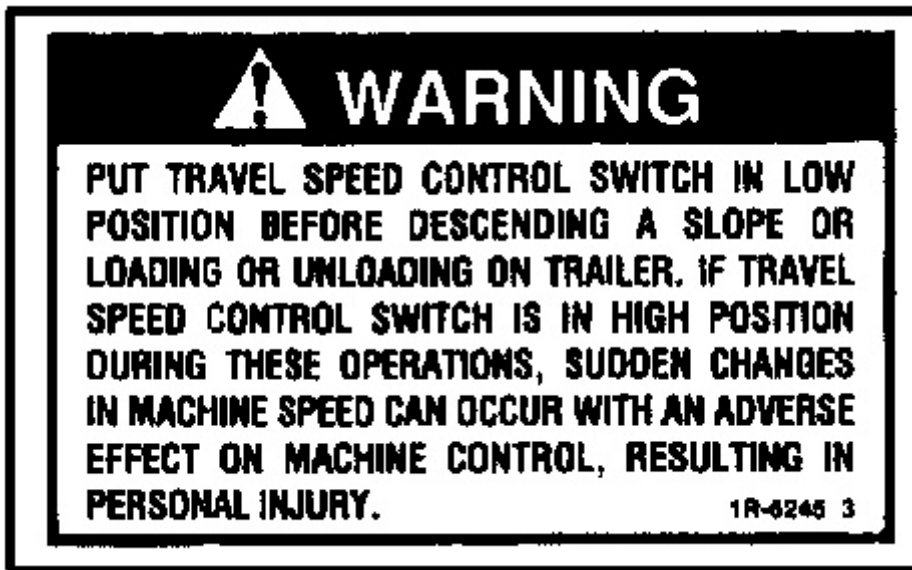 WARNING
PUT TRAVEL SPEED CONTROL SWITCH IN LOW
POSITION BEFORE DESCENDING A SLOPE OR
LOADING OR UNLOADING ON TRAILER. IF TRAVEL
SPEED CONTROL SWITCH IS IN HIGH POSITION
DURING THESE OPERATIONS, SUDDEN CHANGES
IN MACHINE SPEED CAN OCCUR WITH AN ADVERSE
EFFECT ON MACHINE CONTROL, RESULTING IN
PERSONAL INJURY.
1R-6245 3